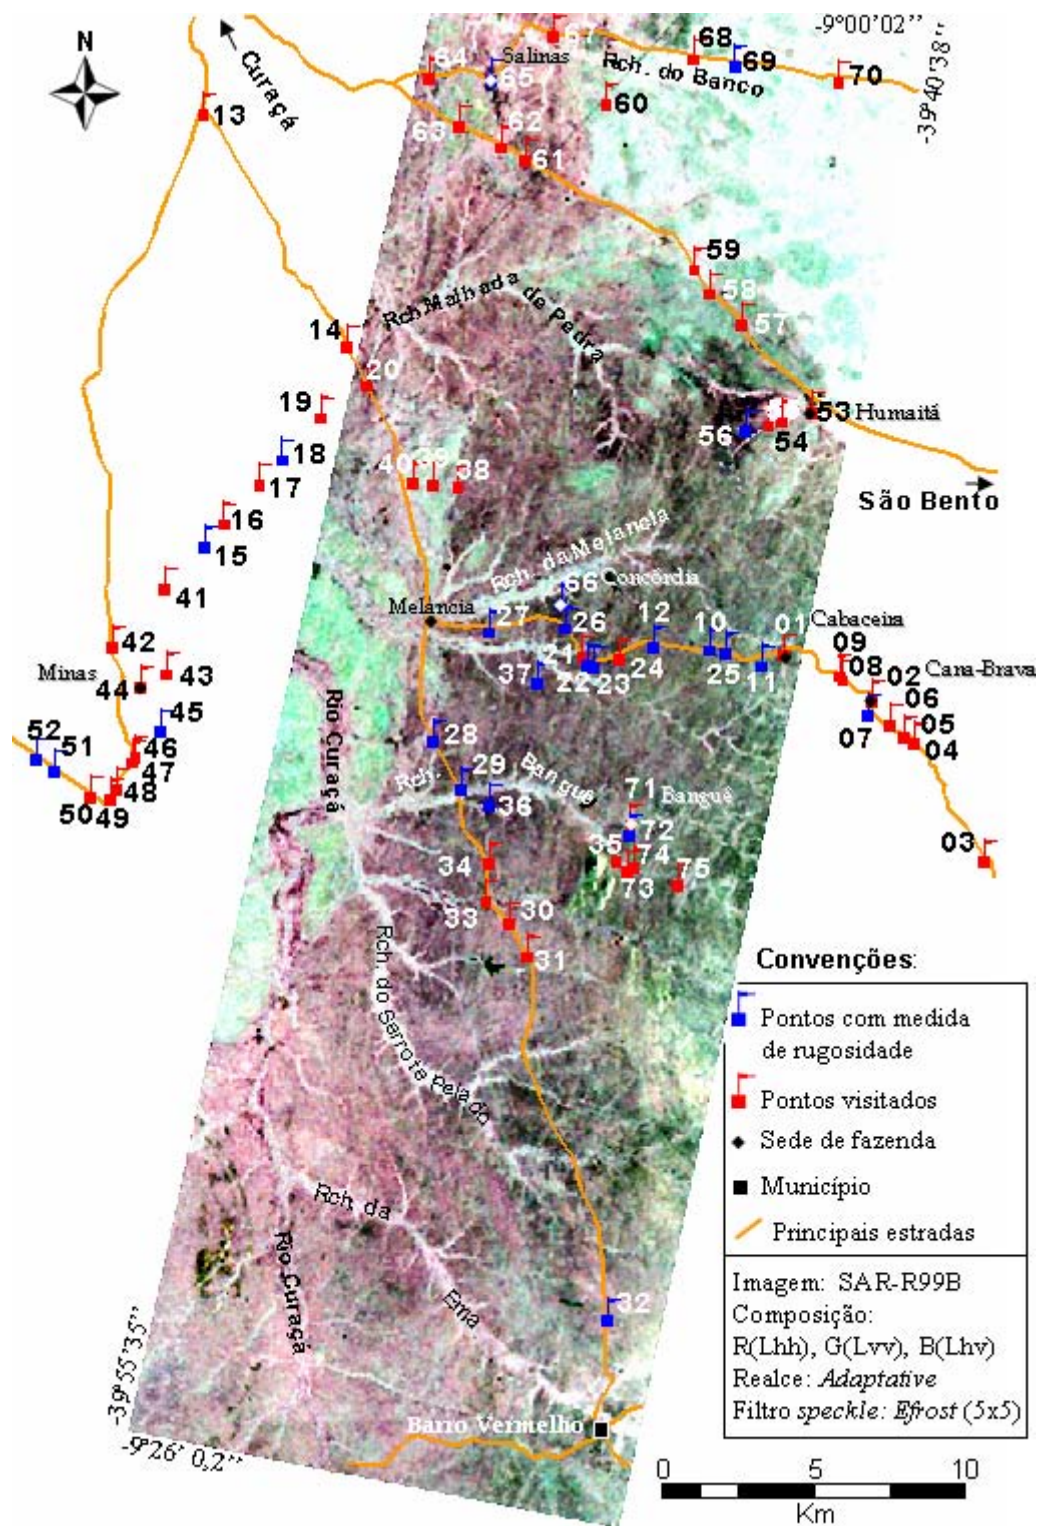 -9°00'02''
-39°40'38''
N
Curaçá
67
68
69
70
64
Salinas
65
Rch. do Banco
13
60
63
62
61
59
58
57
Rch. Malhada de Pedra
14
20
19
53
Humaitá
56
54
18
17
40
39
38
São Bento
16
15
Rch. da Melancia
41
66
Concórdia
Melancia
27
26
12
10
01
Cabaceira
42
09
Minas
44
43
37
21
22
23
24
25
11
08
02
Cana-Brava
06
07
05
04
52
51
45
46
47
28
Rio Curaçá
50
49
48
Rch.
29
Banguê
71
Banguê
36
72
03
34
35
74
73
75
33
30
31
Rch. do Serrote Pelado
Convenções:
Pontos com medida
de rugosidade
Pontos visitados
Sede de fazenda
Município
Principais estradas
Rch. da
Ema
Rio Curaçá
32
Imagem: SAR-R99B
Composição:
R(Lhh), G(Lvv), B(Lhv)
Realce: Adaptative
Filtro speckle: Efrost (5x5)
-39°55'35''
-9°26' 0,2''
Barro Vermelho
0
5
10
Km